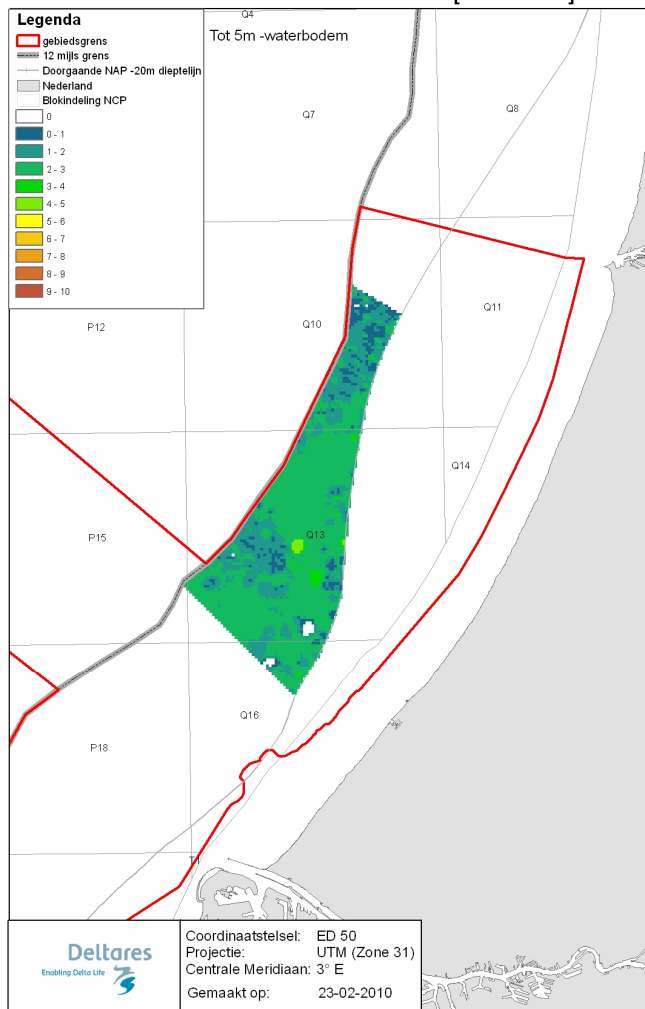 Legenda
gebiedsgrens
12 mijls grens
Doorgaande NAP -20m dieptelijn
Nederland
Blokindeling NCP
0
0 - 1
1 - 2
2 - 3
3 - 4
4 - 5
5 - 6
6 - 7
7 - 8
8 - 9
9 - 10
Q4
Tot 5m -waterbodem
Q7
Q8
P12
Q10
Q11
Q14
P15
Q13
Q16
P18
Deltares
Enabling Delta Life
Coordinaatstelsel: ED 50
Projectie: UTM (Zone 31)
Centrale Meridiaan: 3° E
Gemaakt op: 23-02-2010